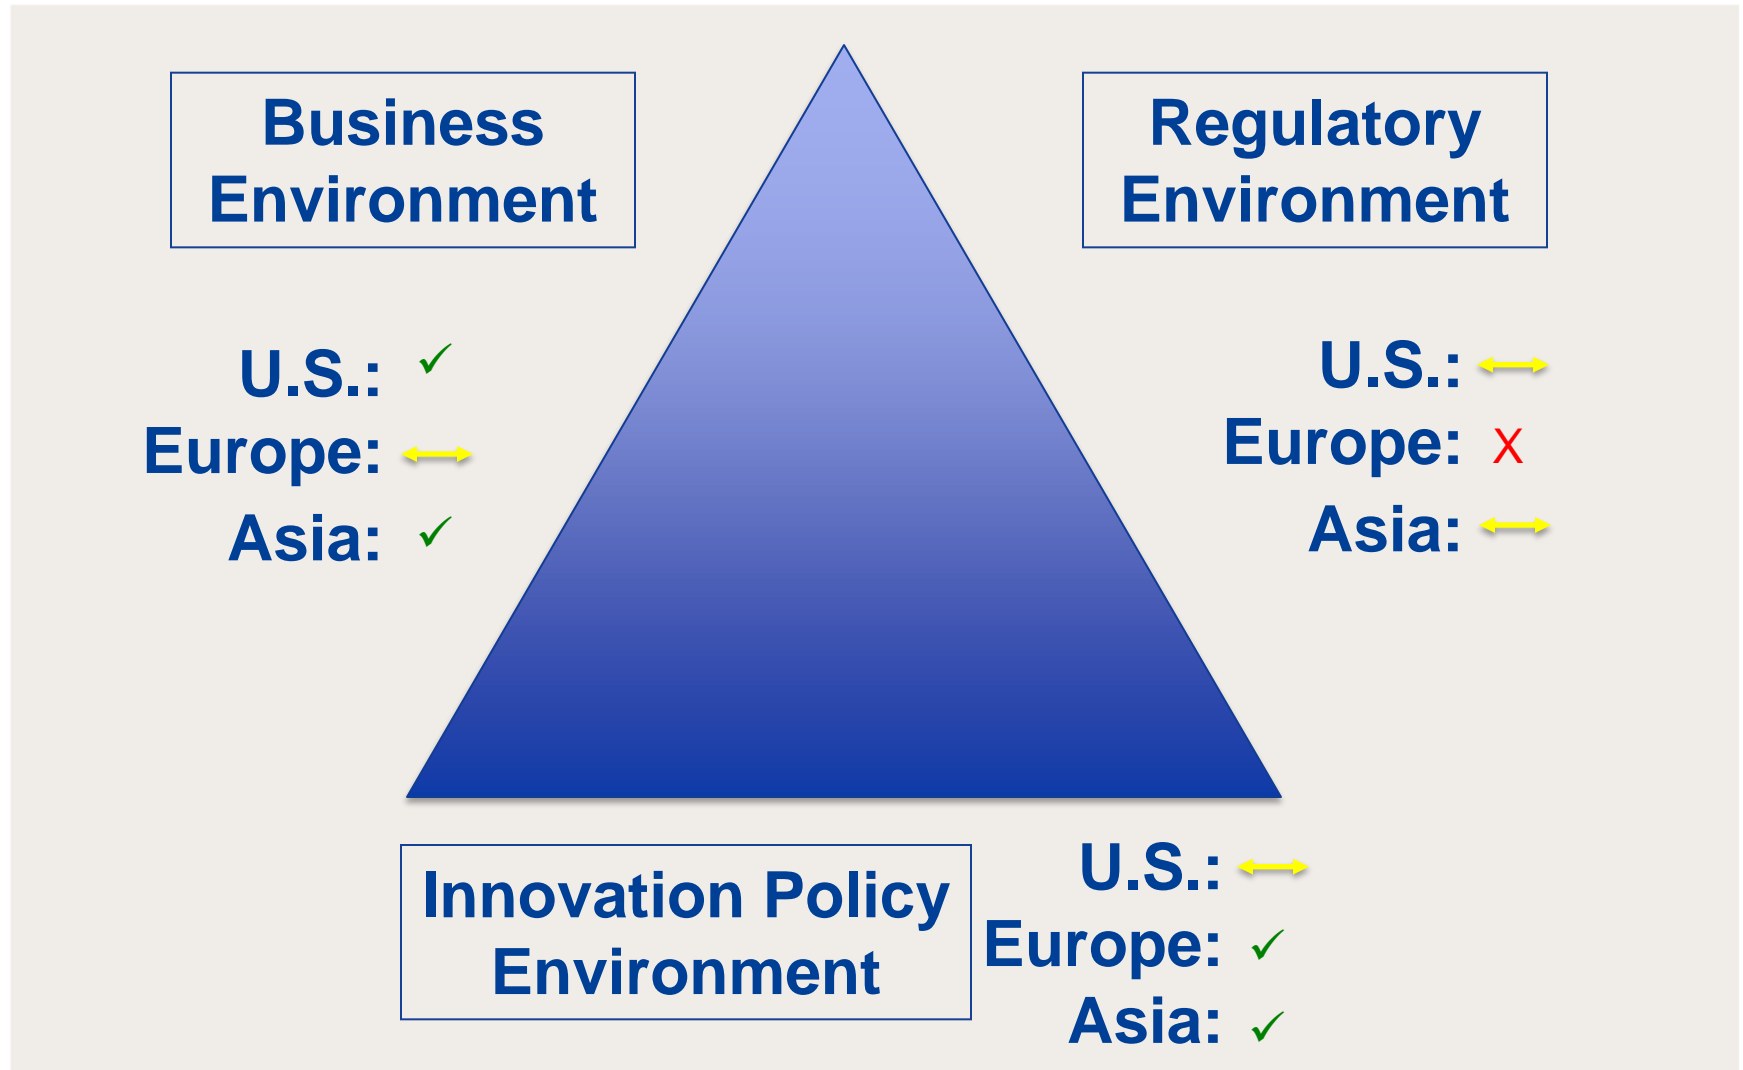 Business
Environment
U.S.: ✓
Europe: ↔
Asia: ✓
Regulatory
Environment
U.S.: ↔
Europe: X
Asia: ↔
Innovation Policy
Environment
U.S.: ↔
Europe: ✓
Asia: ✓